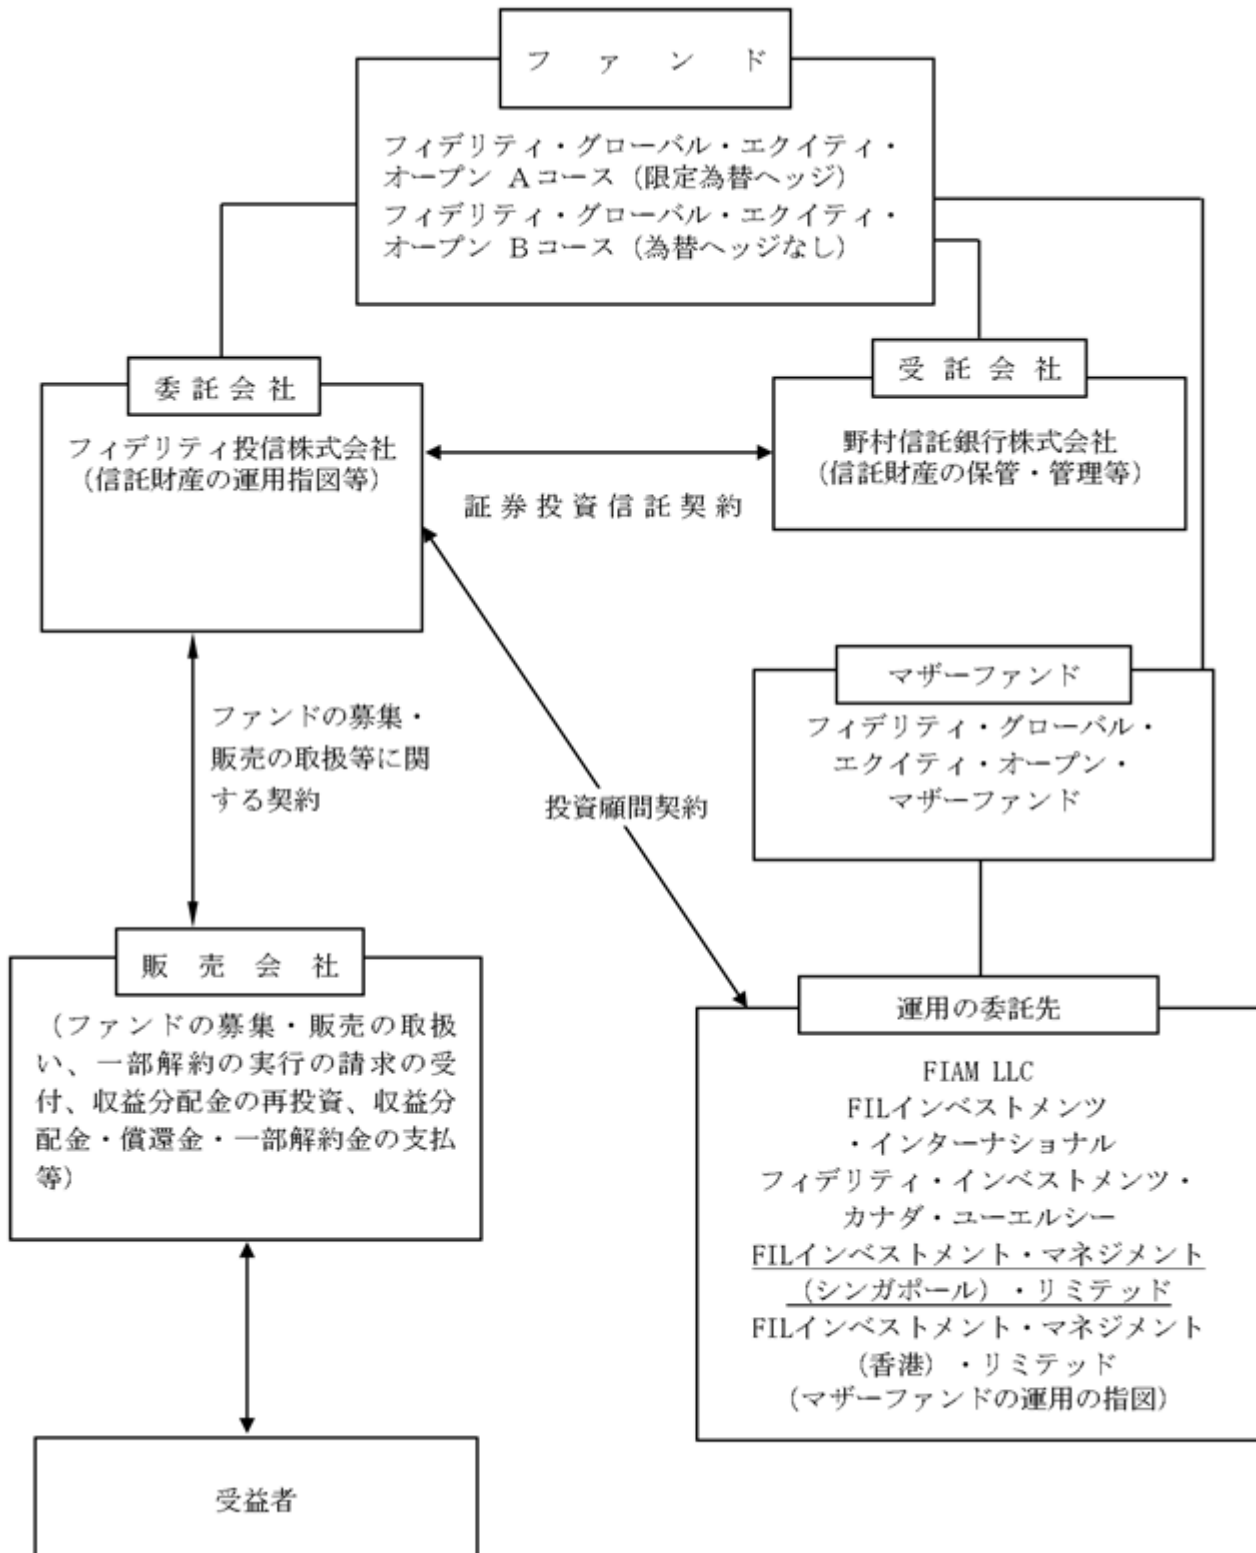 ファンド
フィデリティ・グローバル・エクイティ・
オープン Aコース（限定為替ヘッジ）
フィデリティ・グローバル・エクイティ・
オープン Bコース（為替ヘッジなし）
委託会社
フィデリティ投信株式会社
（信託財産の運用指図等）
受託会社
野村信託銀行株式会社
（信託財産の保管・管理等）
証券投資信託契約
マザーファンド
フィデリティ・グローバル・
エクイティ・オープン・
マザーファンド
ファンドの募集・
販売の取扱等に関
する契約
投資顧問契約
販売会社
（ファンドの募集・販売の取扱
い、一部解約の実行の請求の受
付、収益分配金の再投資、収益分
配金・償還金・一部解約金の支払
等）
運用の委託先
FIAM LLC
FILインベストメンツ
・インターナショナル
フィデリティ・インベストメンツ・
カナダ・ユーエルシー
FILインベストメント・マネジメント
（シンガポール）・リミテッド
FILインベストメント・マネジメント
（香港）・リミテッド
（マザーファンドの運用の指図）
受益者